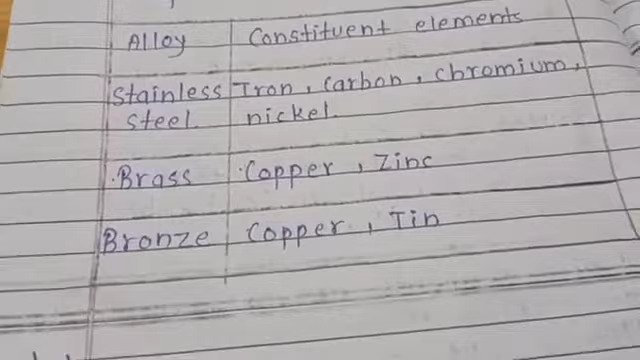 Alloy Constituent elements
Stainless Iron, Carbon, chromium,
steel. nickel.
Brass Copper, Zinc
Bronze Copper, Tin